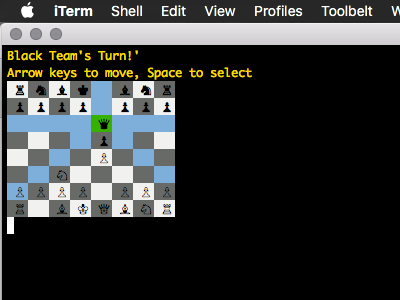 iTerm Shell Edit View Profiles Toolbelt
Black Team's Turn!'
Arrow keys to move, Space to select